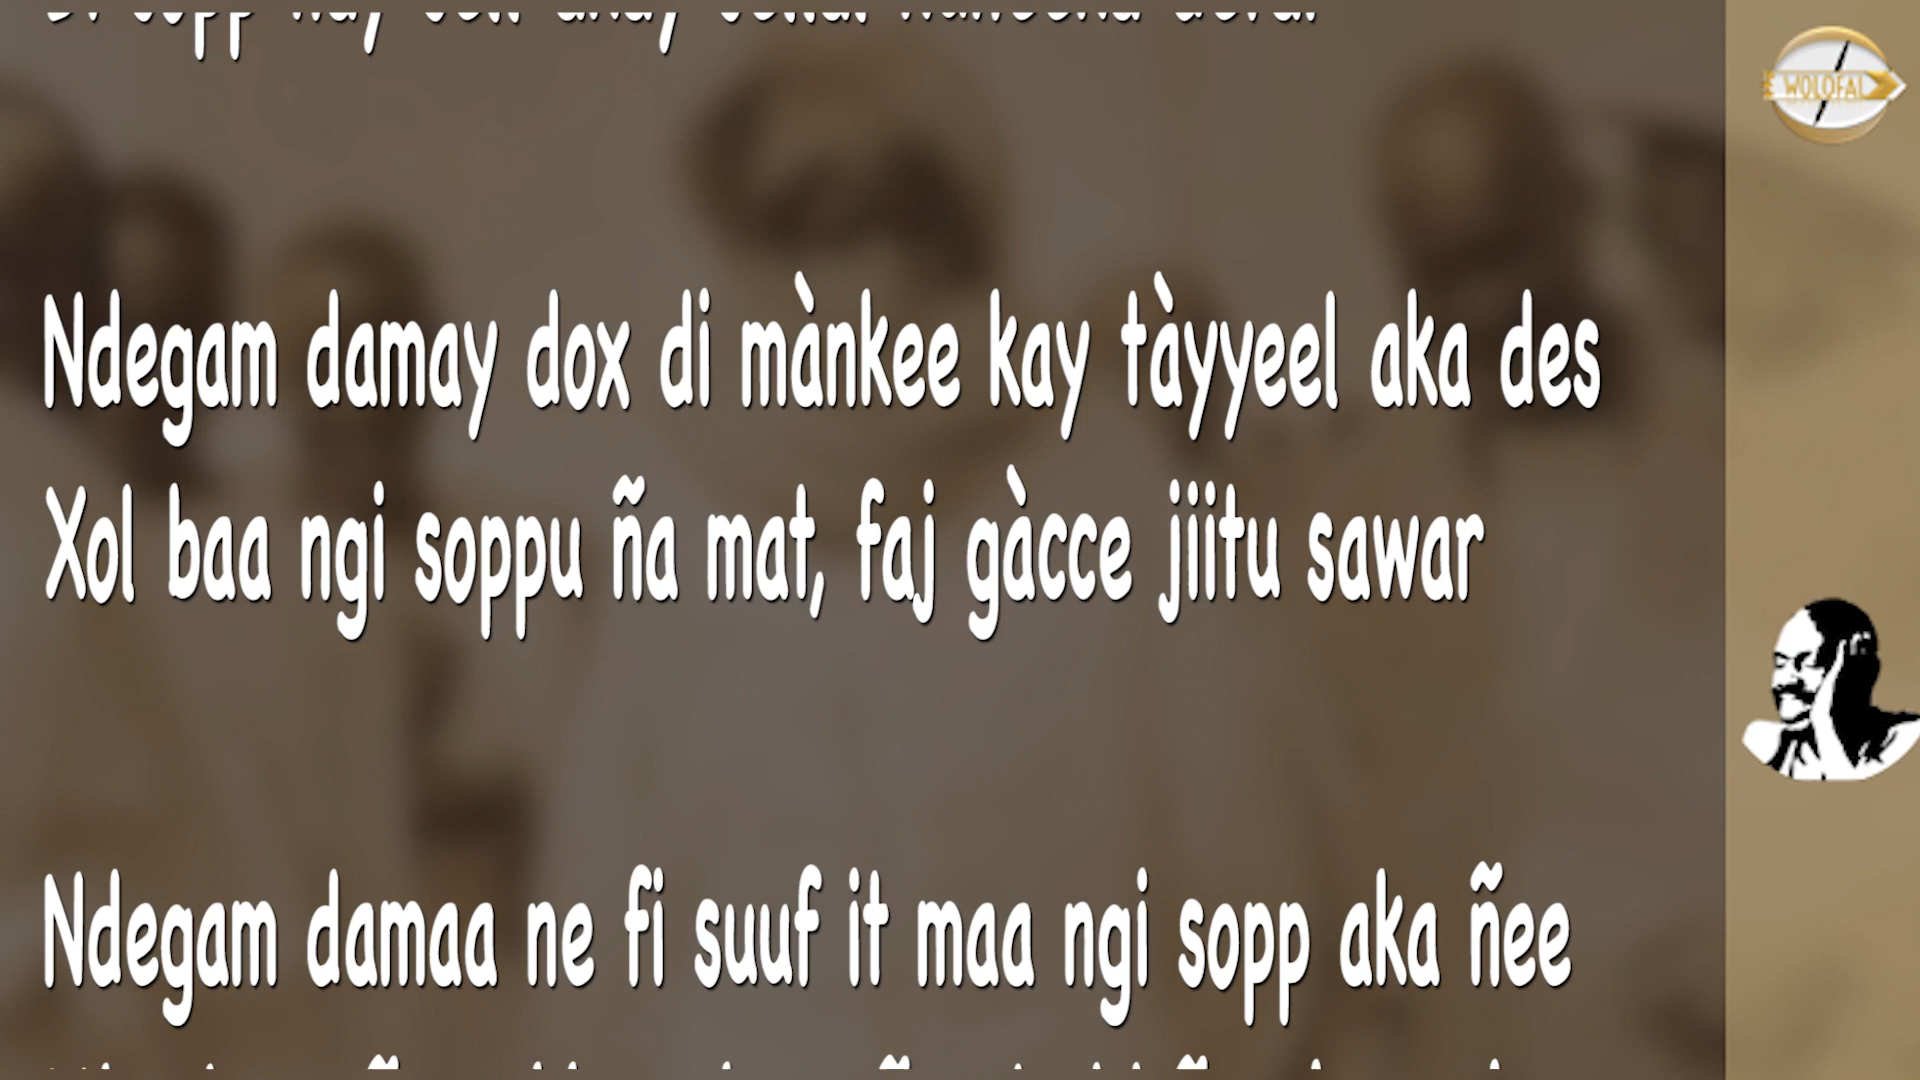 WOLOFAL
Ndegam damay dox di mànkee kay tàyyeel aka des
Xol baa ngi soppu ña mat, faj gàcce jiitu sawar
Ndegam damaa ne fi suuf it maa ngi sopp aka ñee